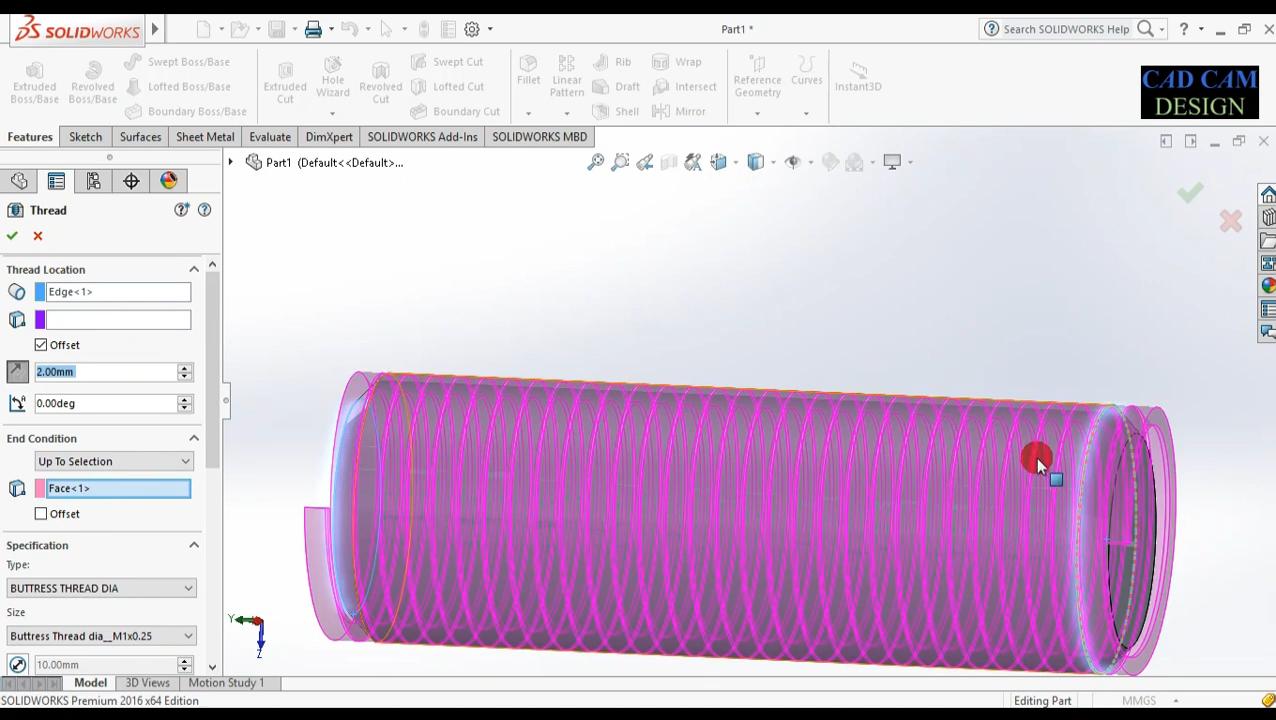 SOLIDWORKS
Part1 *
Search SOLIDWORKS Help
?
Extruded Boss/Base
Revolved Boss/Base
Swept Boss/Base
Lofted Boss/Base
Boundary Boss/Base
Extruded Cut
Hole Wizard
Revolved Cut
Swept Cut
Lofted Cut
Boundary Cut
Fillet
Linear Pattern
Rib
Draft
Shell
Wrap
Intersect
Mirror
Reference Geometry
Curves
Instant3D
CAD CAM
DESIGN
Features
Sketch
Surfaces
Sheet Metal
Evaluate
DimXpert
SOLIDWORKS Add-Ins
SOLIDWORKS MBD
Part1 (Default<<Default>...
Thread
Thread Location
Edge<1>
Offset
2.00mm
0.00deg
End Condition
Up To Selection
Face<1>
Offset
Specification
Type:
BUTTRESS THREAD DIA
Size
Buttress Thread dia__M1x0.25
10.00mm
Y
Z
Model
3D Views
Motion Study 1
SOLIDWORKS Premium 2016 x64 Edition
Editing Part
MMGS